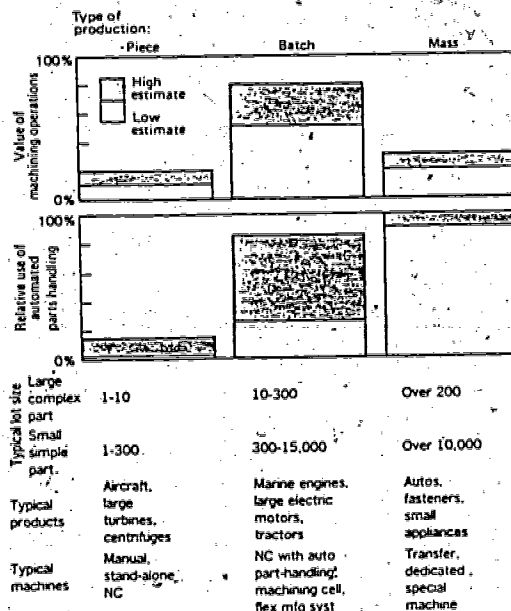 Type of
production:
Piece
Batch
Mass
100%
High
estimate
Low
estimate
Value of
machining operations
0%
100%
Relative use of
automated
parts handling
0%
Typical lot size
Large
complex
part
1-10
10-300
Over 200
Small
simple
part
1-300
300-15,000
Over 10,000
Typical
products
Aircraft,
large
turbines,
centrifuges
Marine engines,
large electric
motors,
tractors
Autos,
fasteners,
small
appliances
Typical
machines
Manual,
stand-alone
NC
NC with auto
part-handling,
machining cell,
flex mfg syst
Transfer,
dedicated
special
machine